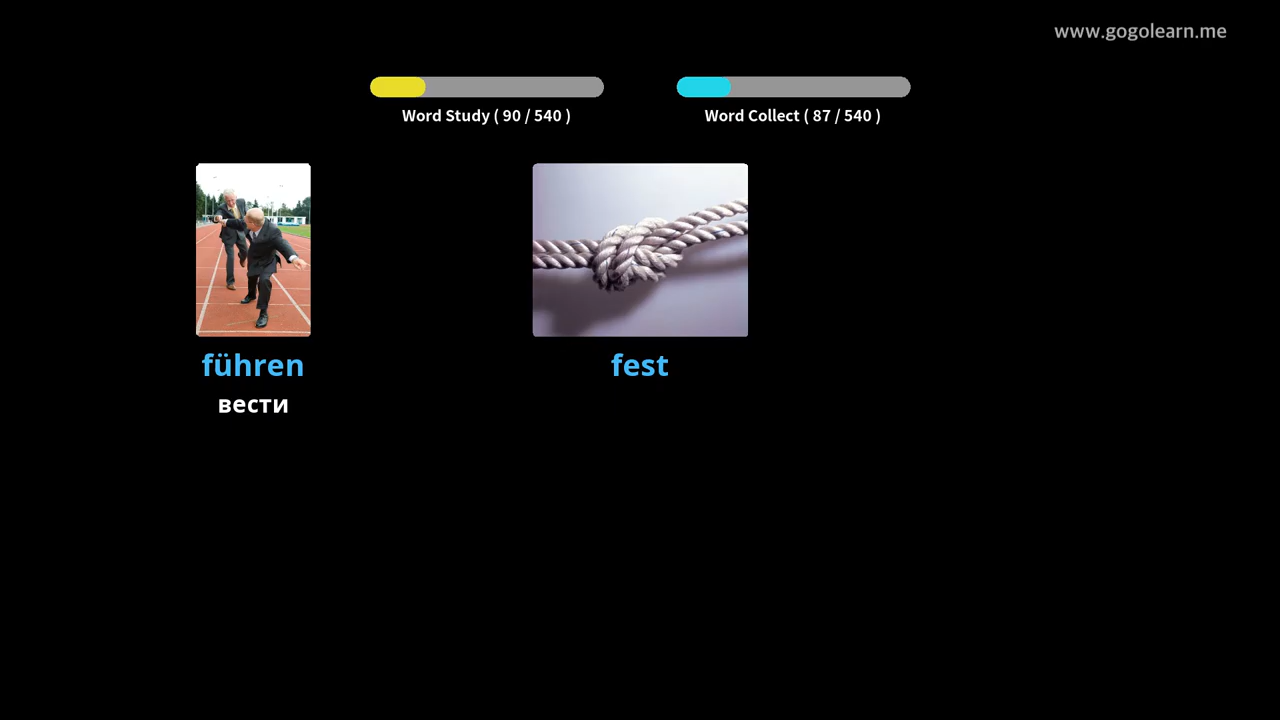 www.gogolearn.me
Word Study ( 90 / 540 )
Word Collect ( 87 / 540 )
führen
fest
вести